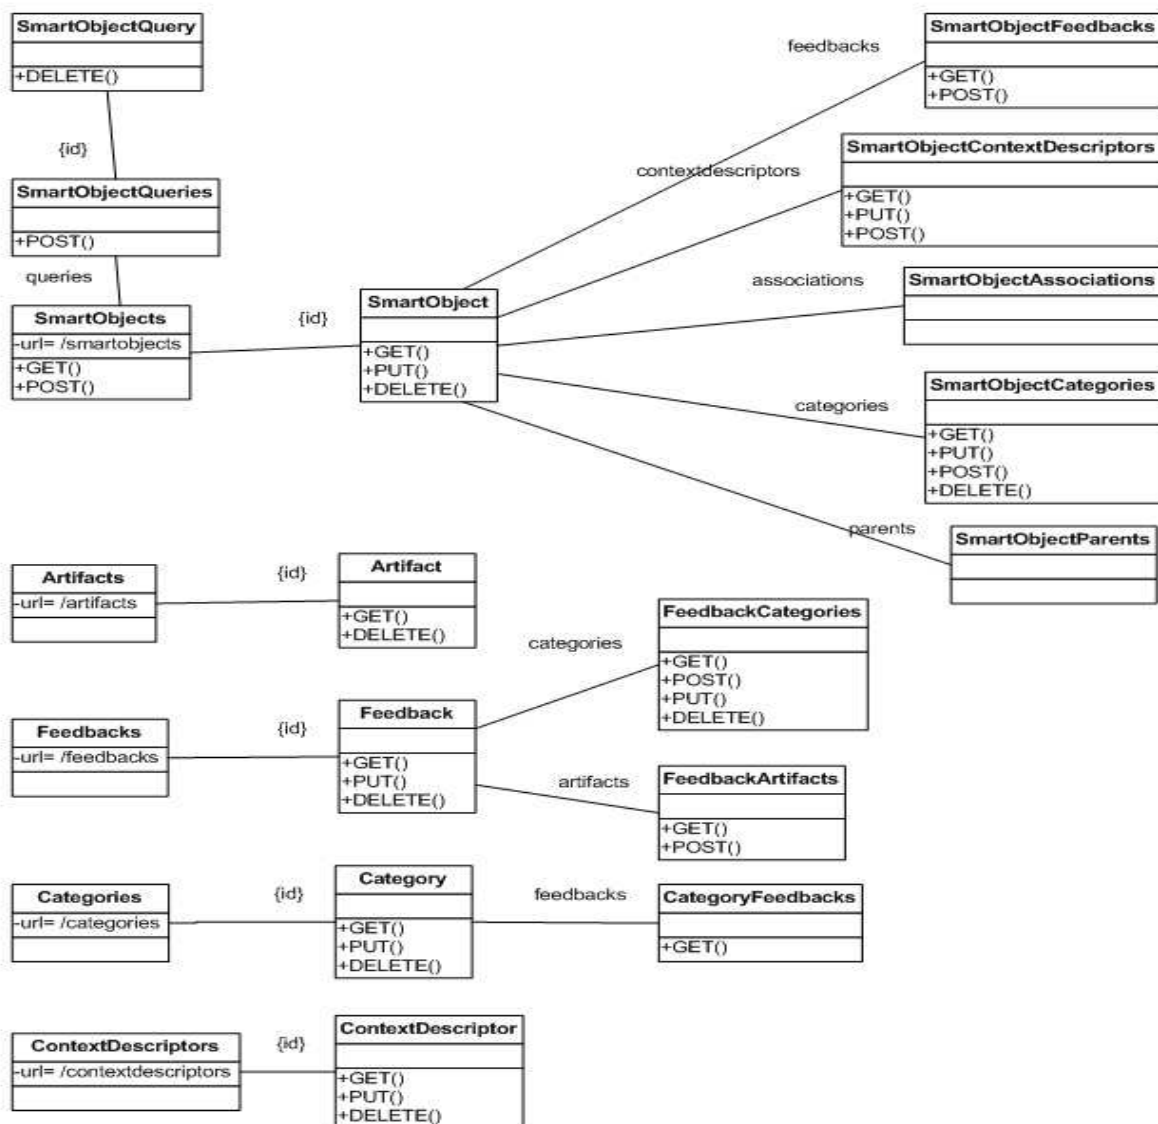 SmartObjectQuery
+DELETE()
{id}
SmartObjectQueries
+POST()
queries
SmartObjects
-url= /smartobjects
+GET()
+POST()
{id}
SmartObject
+GET()
+PUT()
+DELETE()
feedbacks
SmartObjectFeedbacks
+GET()
+POST()
contextdescriptors
SmartObjectContextDescriptors
+GET()
+PUT()
+POST()
associations
SmartObjectAssociations
categories
SmartObjectCategories
+GET()
+PUT()
+POST()
+DELETE()
parents
SmartObjectParents
Artifacts
-url= /artifacts
{id}
Artifact
+GET()
+DELETE()
Feedbacks
-url= /feedbacks
{id}
Feedback
+GET()
+PUT()
+DELETE()
categories
FeedbackCategories
+GET()
+POST()
+PUT()
+DELETE()
artifacts
FeedbackArtifacts
+GET()
+POST()
Categories
-url= /categories
{id}
Category
+GET()
+PUT()
+DELETE()
feedbacks
CategoryFeedbacks
+GET()
ContextDescriptors
-url= /contextdescriptors
{id}
ContextDescriptor
+GET()
+PUT()
+DELETE()